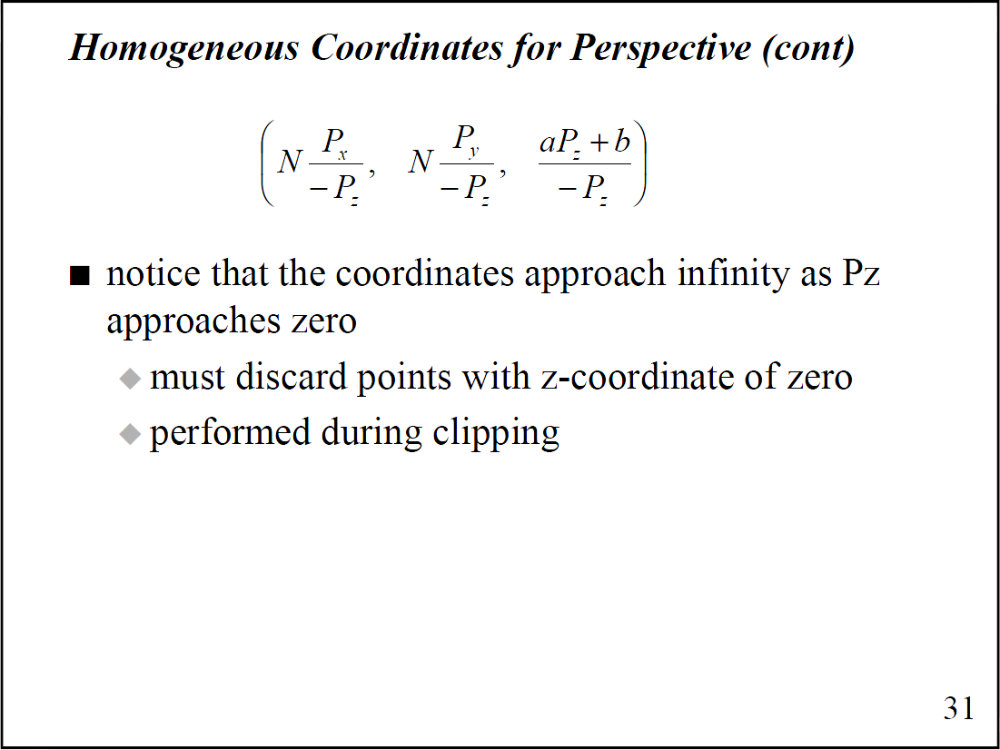 Homogeneous Coordinates for Perspective (cont)
$\left( N\frac{P_x}{-P_z}, \quad N\frac{P_y}{-P_z}, \quad \frac{aP_z+b}{-P_z} \right)$
■ notice that the coordinates approach infinity as Pz
approaches zero
◆ must discard points with z-coordinate of zero
◆ performed during clipping
31